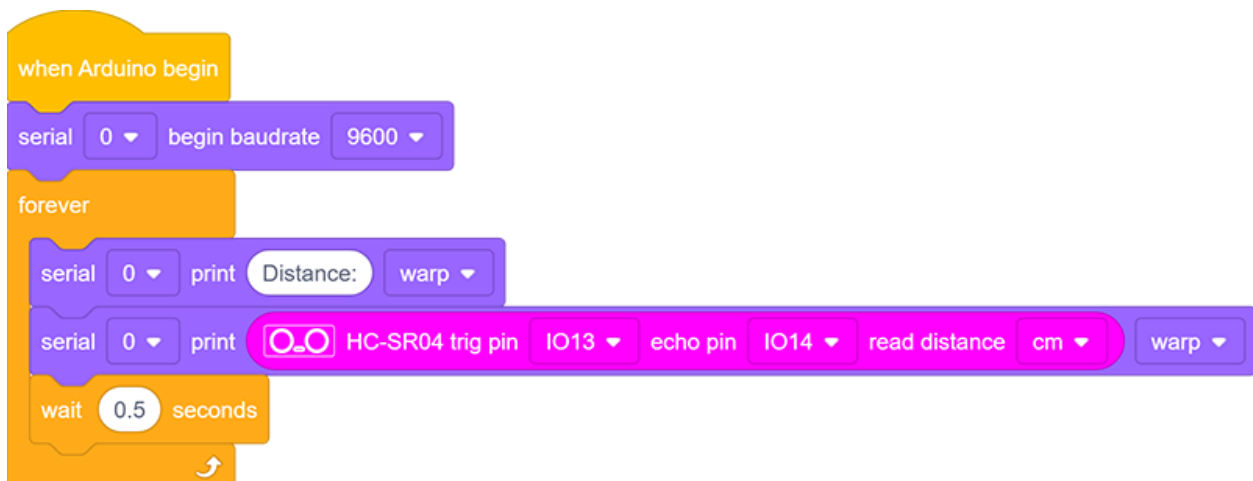 when Arduino begin
serial 0 begin baudrate 9600
forever
serial 0 print Distance: warp
serial 0 print HC-SR04 trig pin IO13 echo pin IO14 read distance cm warp
wait 0.5 seconds